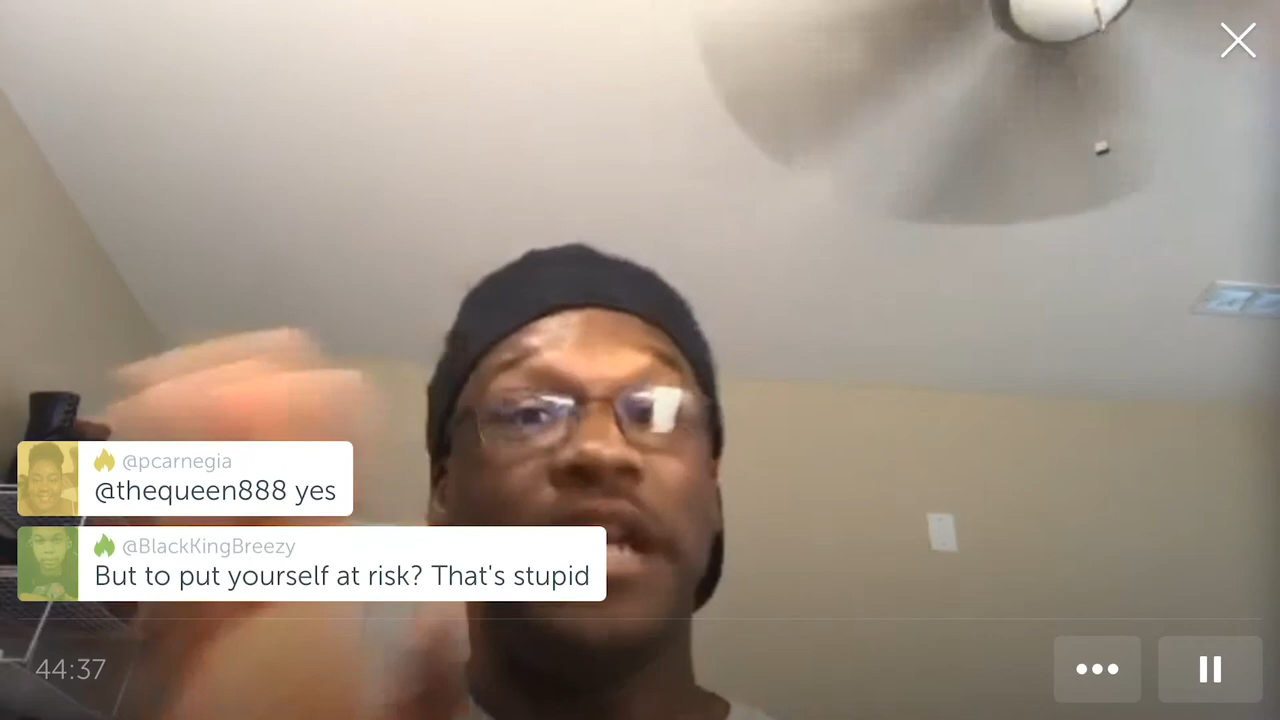 @pcarnegia
@thequeen888 yes
@BlackKingBreezy
But to put yourself at risk? That's stupid
44:37